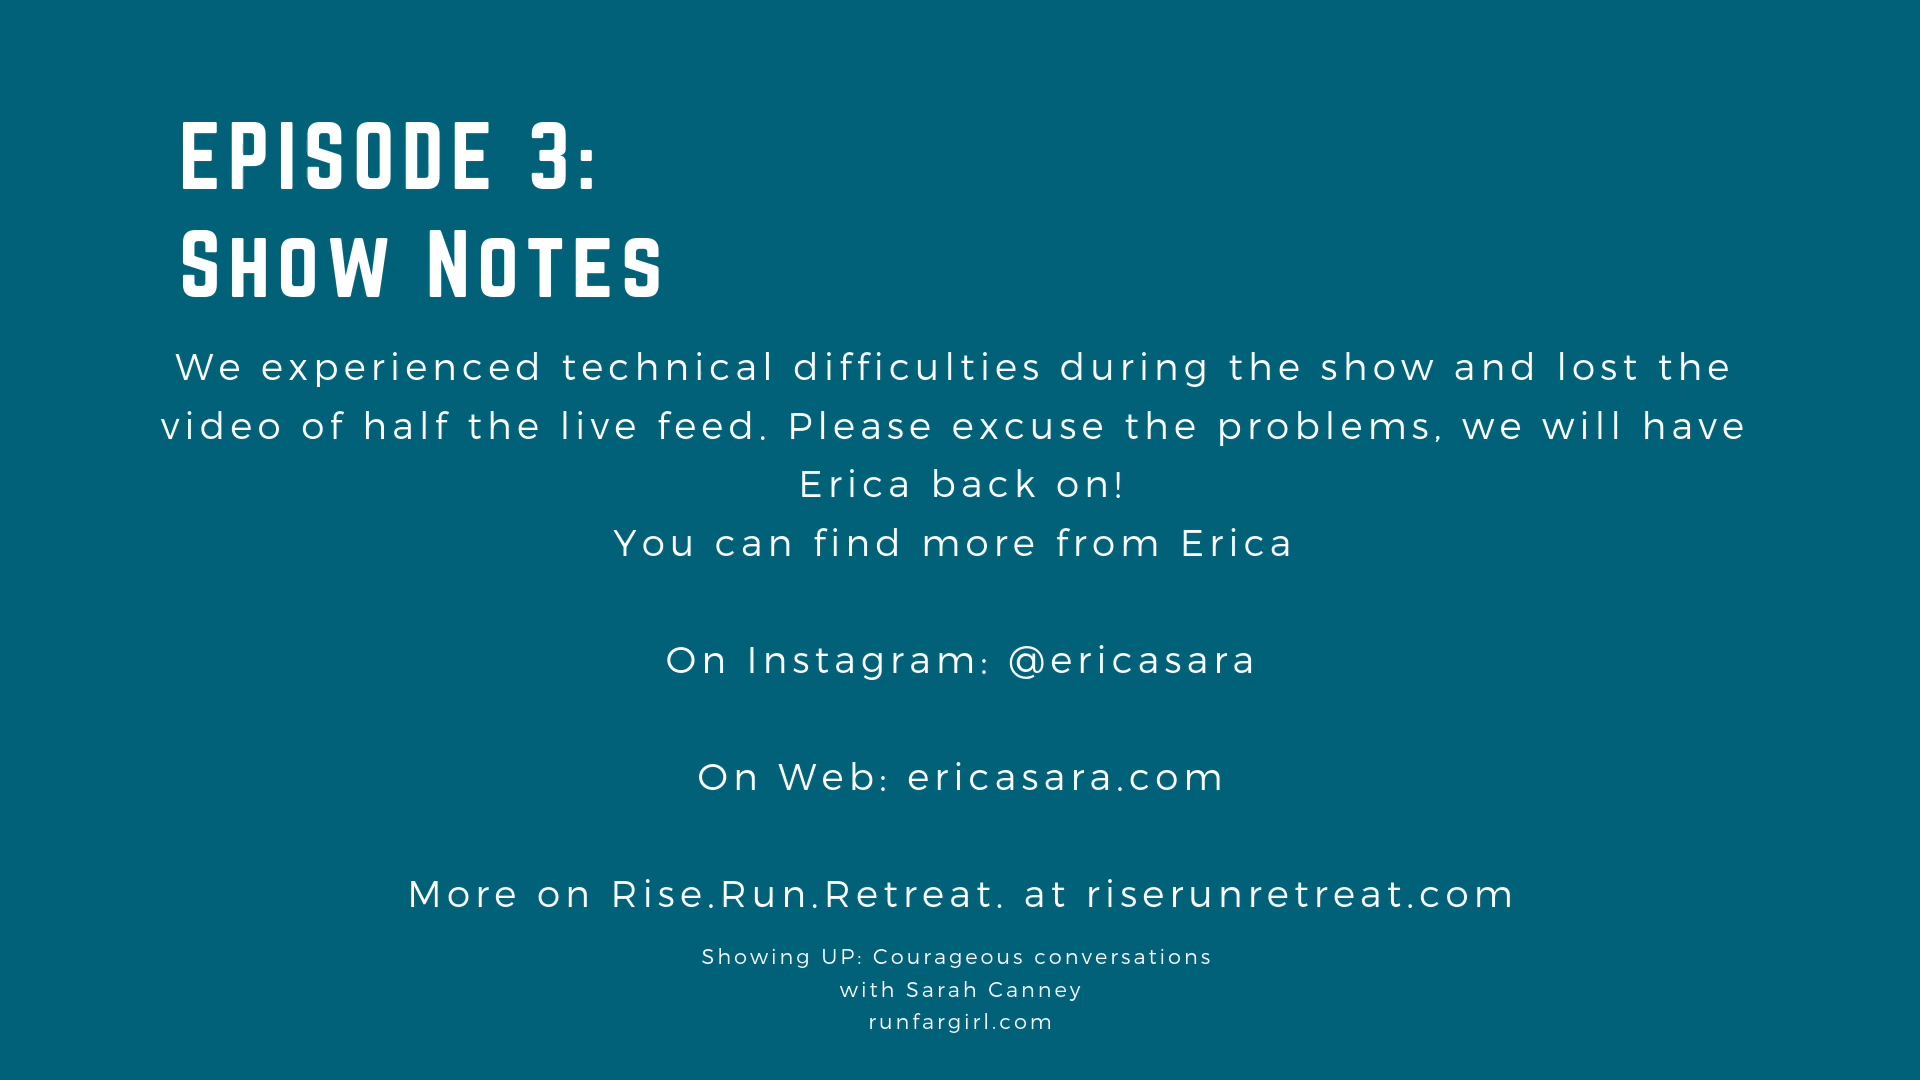 EPISODE 3:
SHOW NOTES
We experienced technical difficulties during the show and lost the
video of half the live feed. Please excuse the problems, we will have
Erica back on!
You can find more from Erica
On Instagram: @ericasara
On Web: ericasara.com
More on Rise.Run.Retreat. at riserunretreat.com
Showing UP: Courageous conversations
with Sarah Canney
runfargirl.com